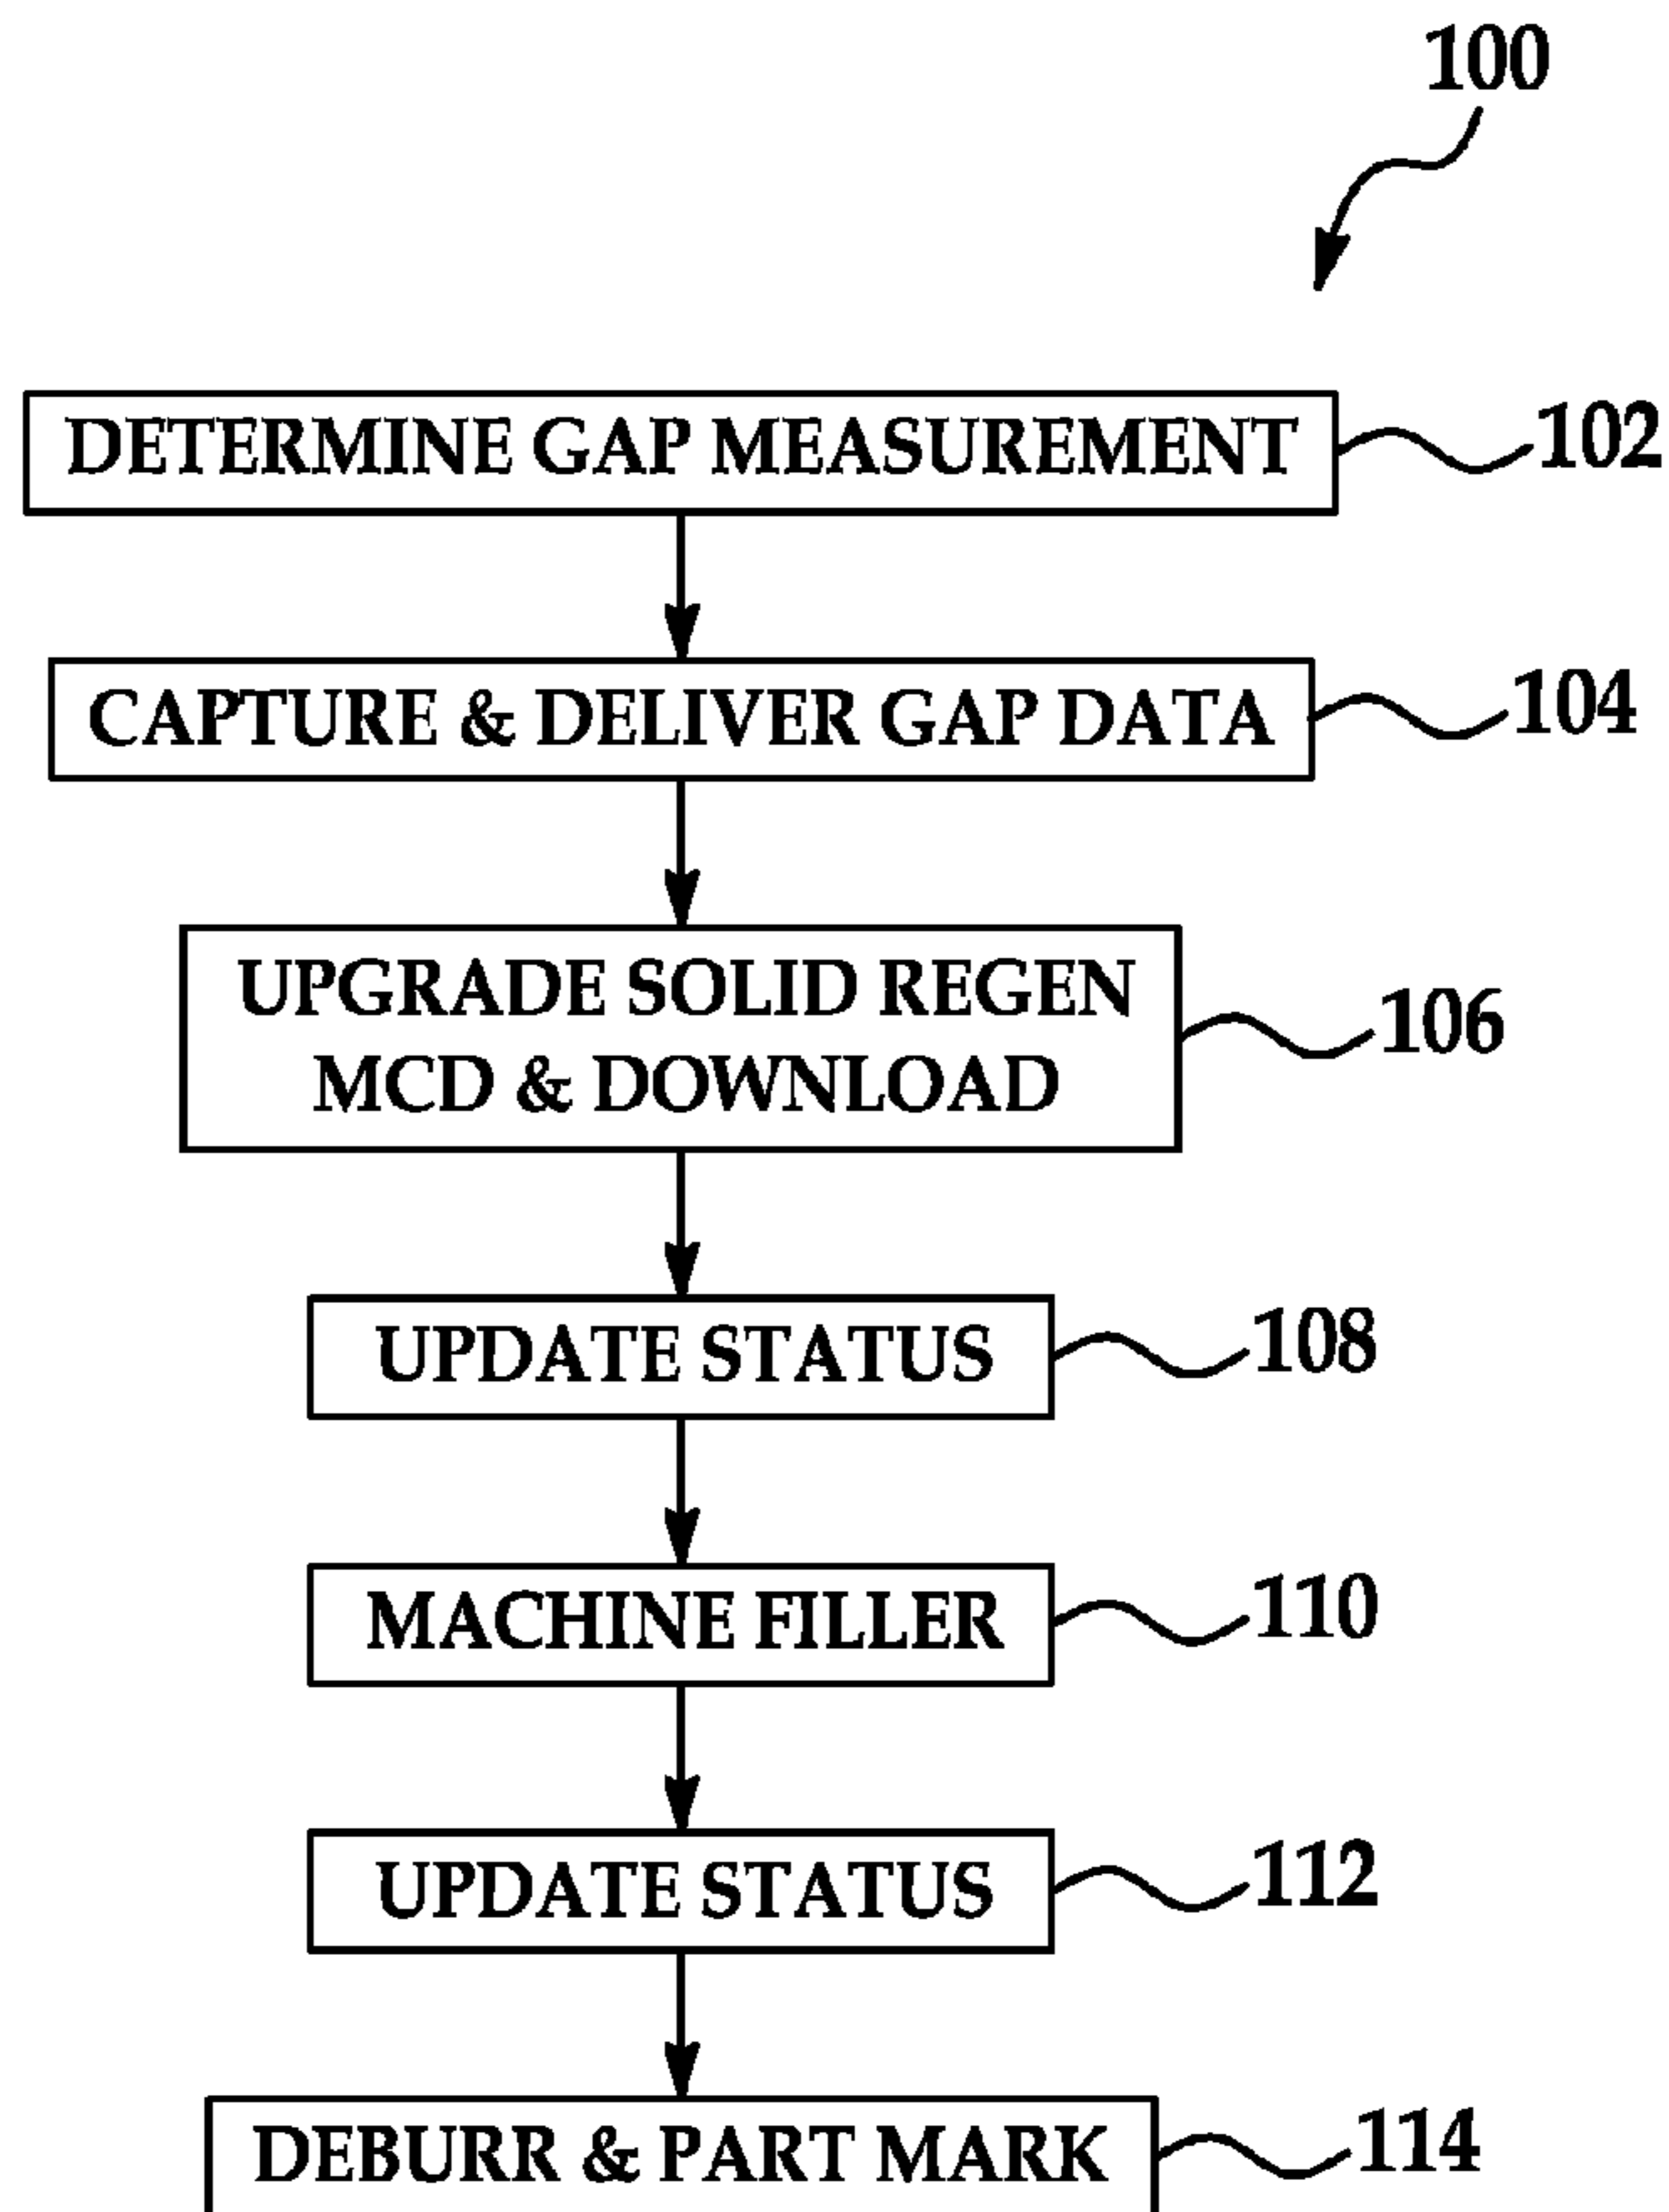 100
DETERMINE GAP MEASUREMENT
102
CAPTURE & DELIVER GAP DATA
104
UPGRADE SOLID REGEN
MCD & DOWNLOAD
106
UPDATE STATUS
108
MACHINE FILLER
110
UPDATE STATUS
112
DEBURR & PART MARK
114